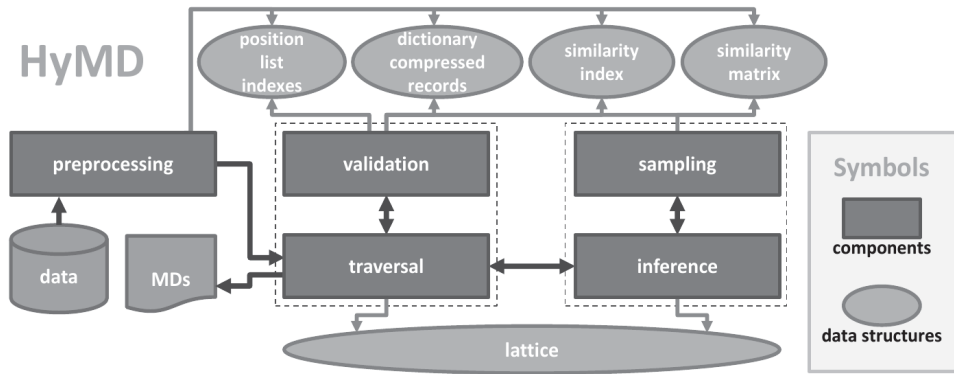 HyMD
position
list
indexes
dictionary
compressed
records
similarity
index
similarity
matrix
preprocessing
validation
sampling
data
MDs
traversal
inference
lattice
Symbols
components
data structures